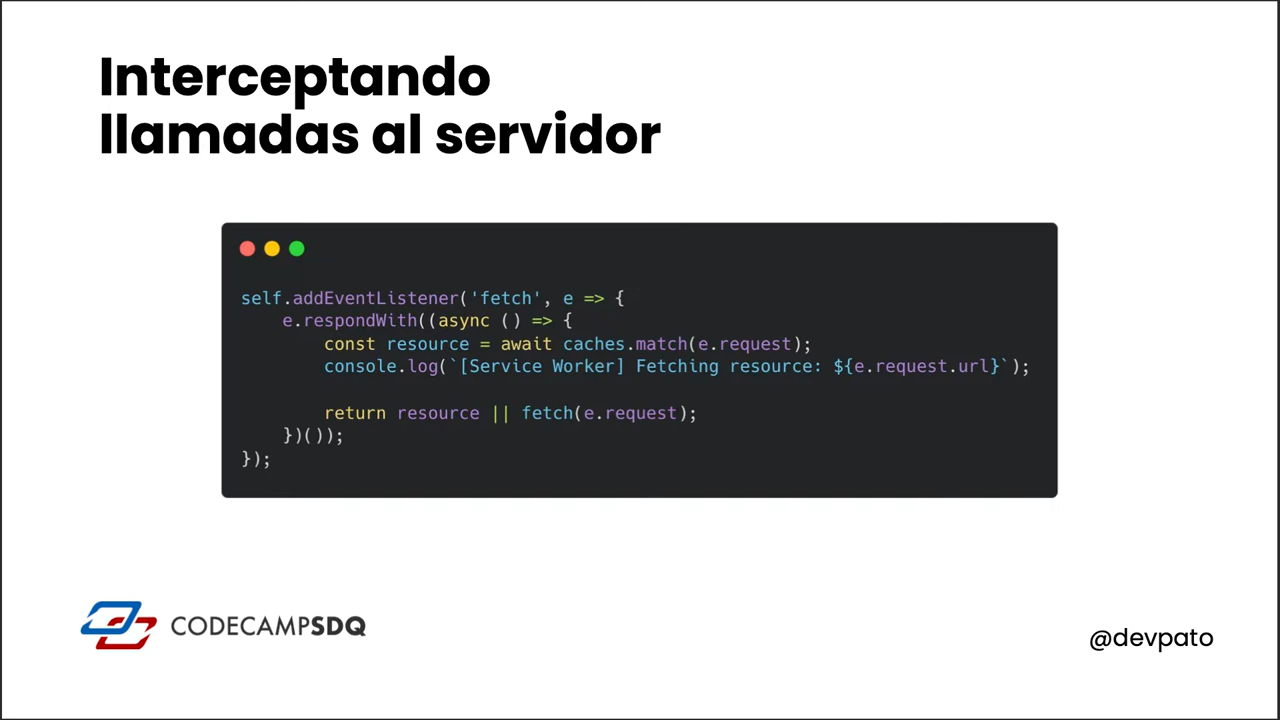 Interceptando
llamadas al servidor
self.addEventListener('fetch', e => {
    e.respondWith((async () => {
        const resource = await caches.match(e.request);
        console.log(`[Service Worker] Fetching resource: ${e.request.url}`);
        return resource || fetch(e.request);
    })());
});
CODECAMPSDQ
@devpato